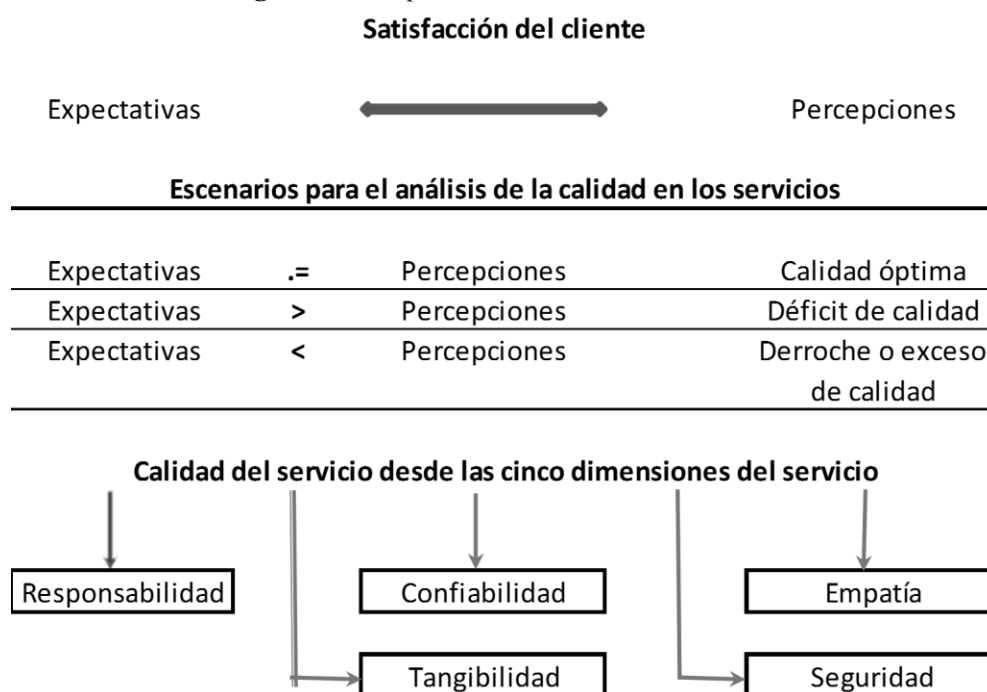 Satisfacción del cliente
Expectativas Percepciones
Escenarios para el análisis de la calidad en los servicios
Expectativas .= Percepciones Calidad óptima
Expectativas > Percepciones Déficit de calidad
Expectativas < Percepciones Derroche o exceso
de calidad
Calidad del servicio desde las cinco dimensiones del servicio
Responsabilidad Confiabilidad Empatía
Tangibilidad Seguridad